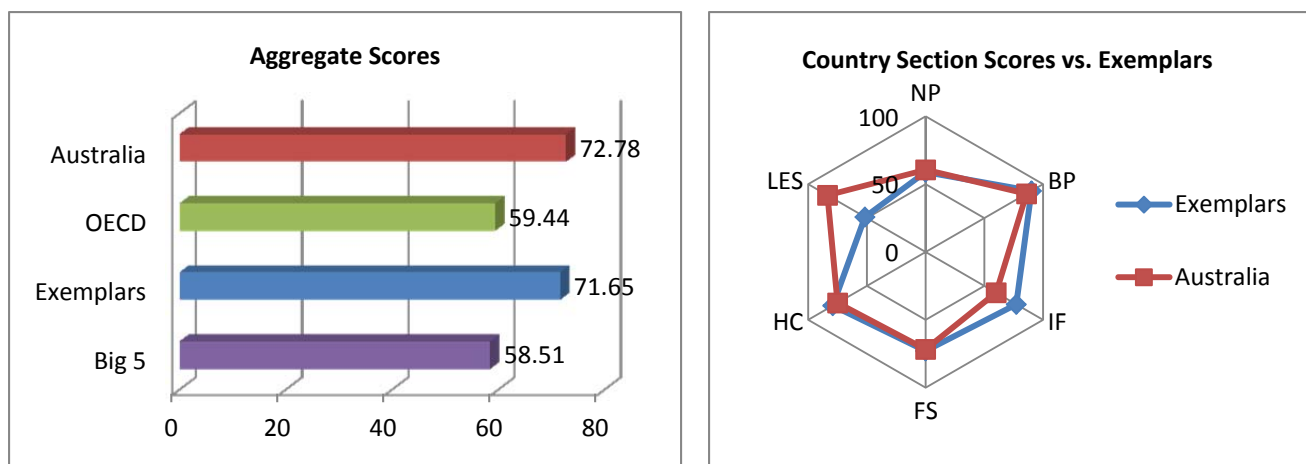 Aggregate Scores
Australia
72.78
OECD
59.44
Exemplars
71.65
Big 5
58.51
0 20 40 60 80
Country Section Scores vs. Exemplars
NP
100
LES
50
BP
0
HC
IF
FS
Exemplars
Australia